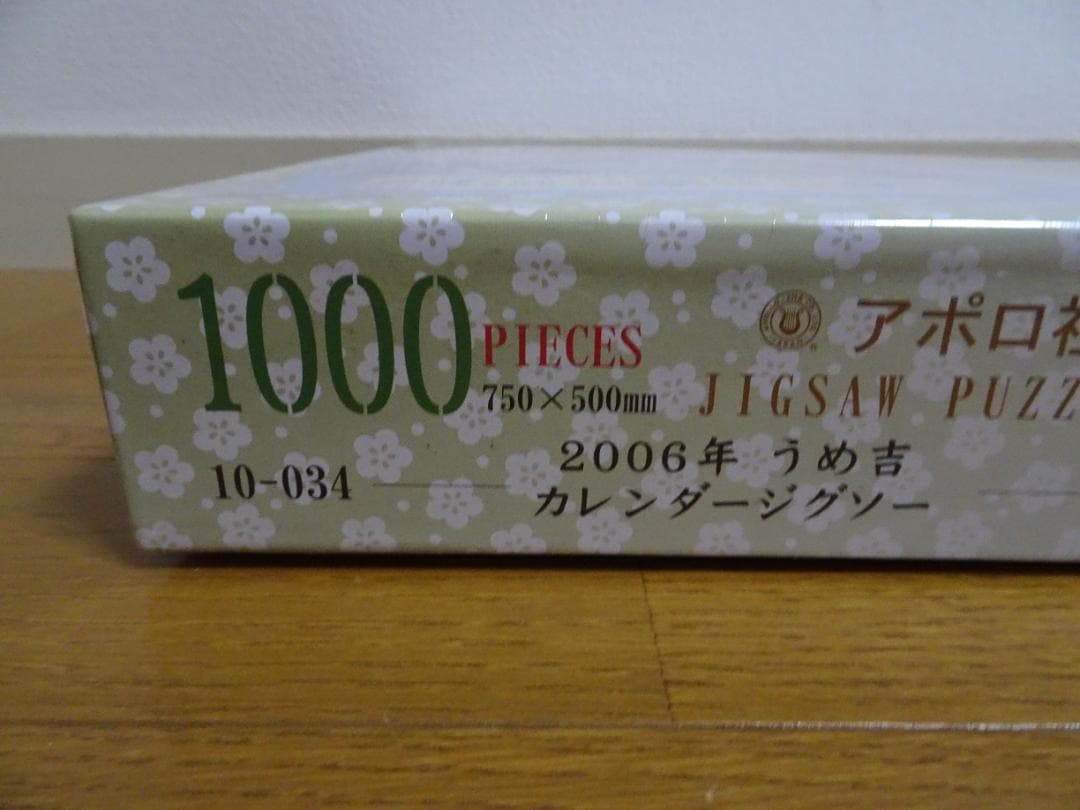 1000 PIECES
750×500mm
アポロ社
JIGSAW PUZZ
10-034
2006年 うめ吉
カレンダージグソー